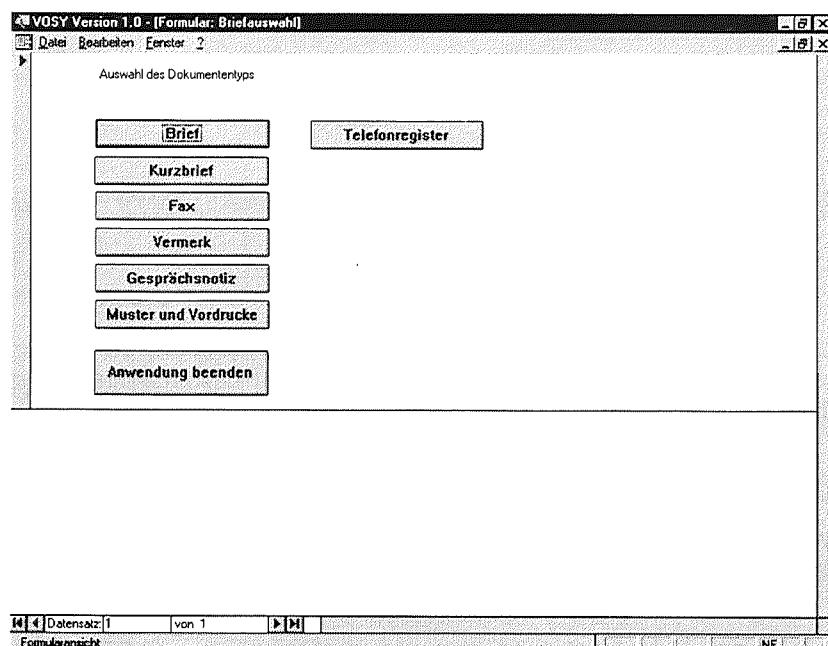 VOSY Version 1.0 - [Formular: Briefauswahl]
Datei Bearbeiten Fenster ?
Auswahl des Dokumententyps
Brief
Telefonregister
Kurzbrief
Fax
Vermerk
Gesprächsnotiz
Muster und Vordrucke
Anwendung beenden
Datensatz: 1 von 1
Formularansicht NF